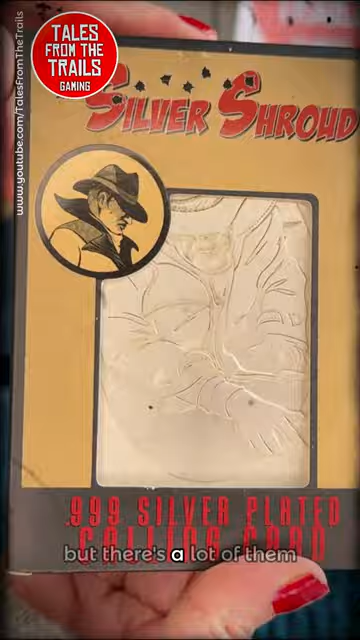 TALES
FROM THE
TRAILS
GAMING
www.youtube.com/TalesFromTheTrails
SILVER SHROUD
.999 SILVER PLATED
CALLING CARD
but there's a lot of them